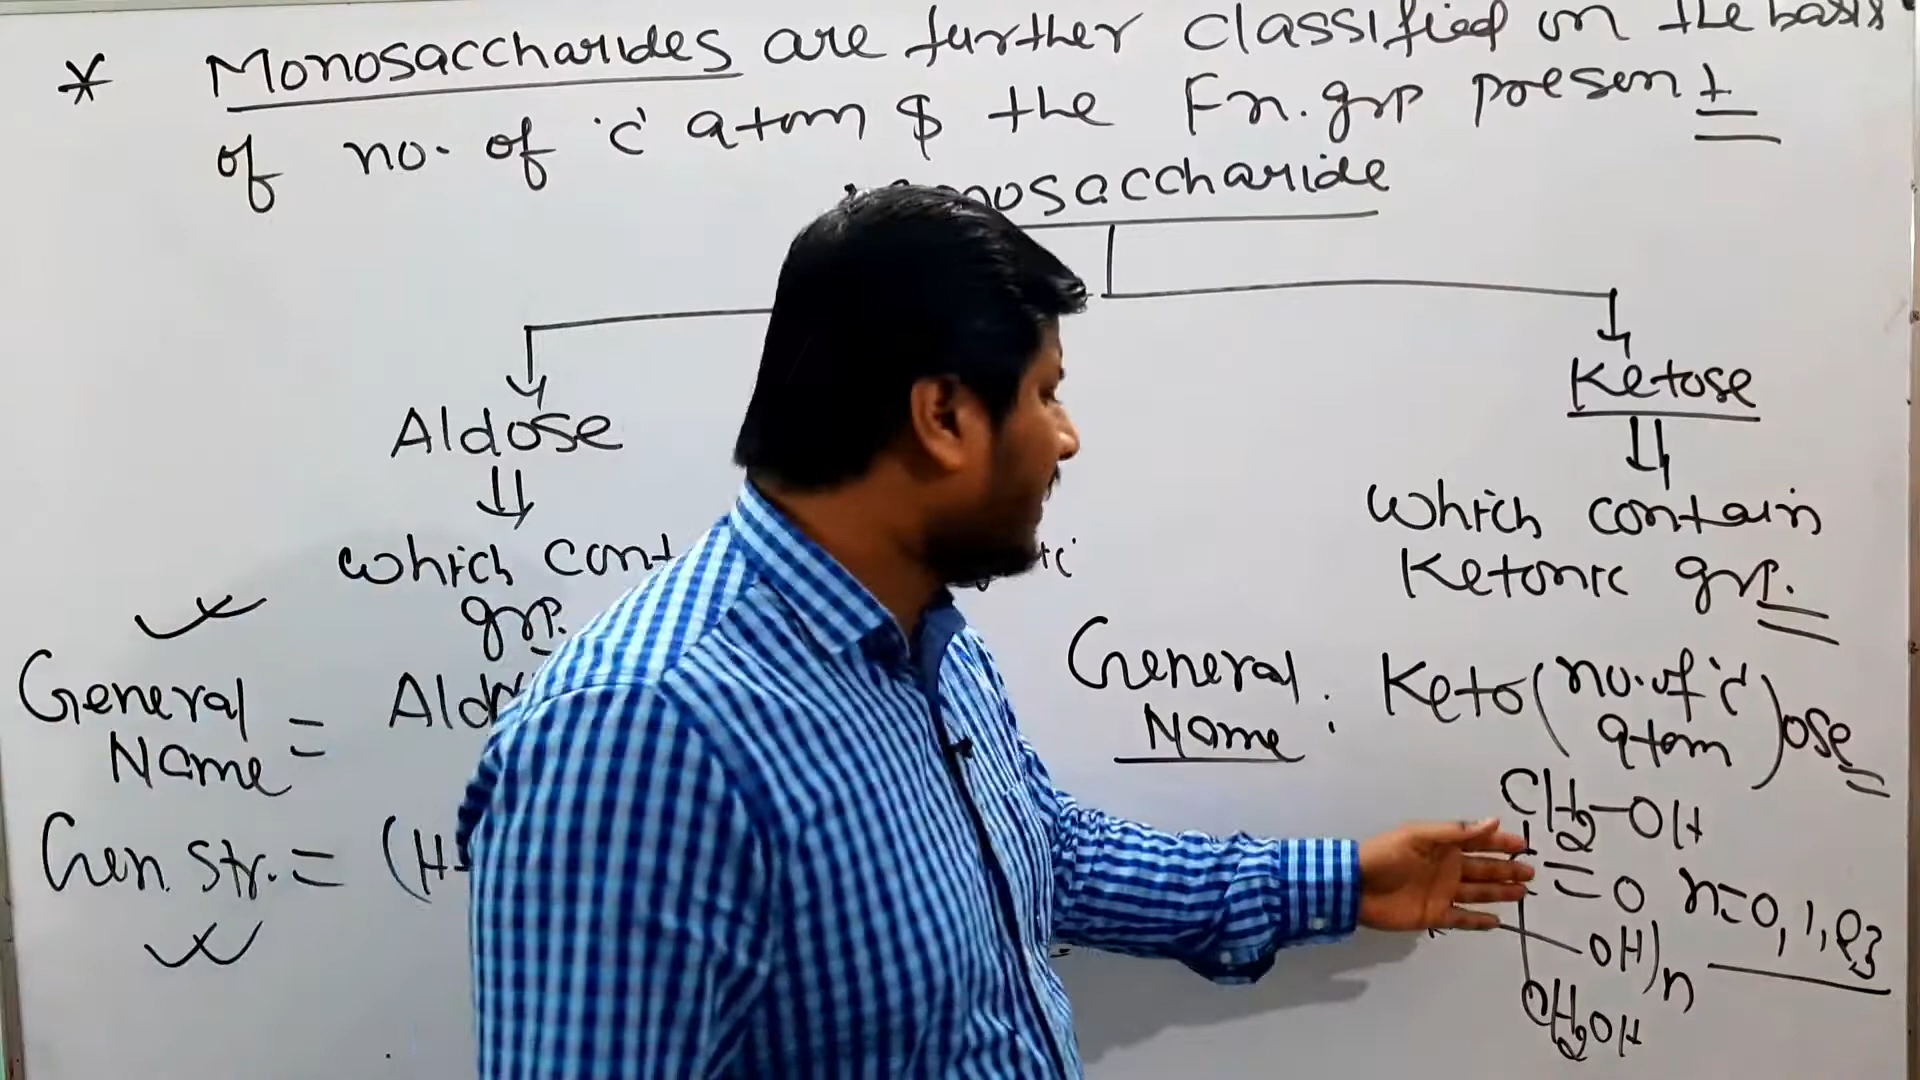 * Monosaccharides are further classified on the basis
of no. of 'c' atom $ the Fn. grp present
Monosaccharide
Aldose
which cont
grp.
General
Name =
Ald
Gen. Str. = (H-
Ketose
which contain
Ketonic grp.
General
Name :
Keto(no. of 'c' atom)ose
CH2-OH
=O n=0,1,2,3
OH)n
CH2OH